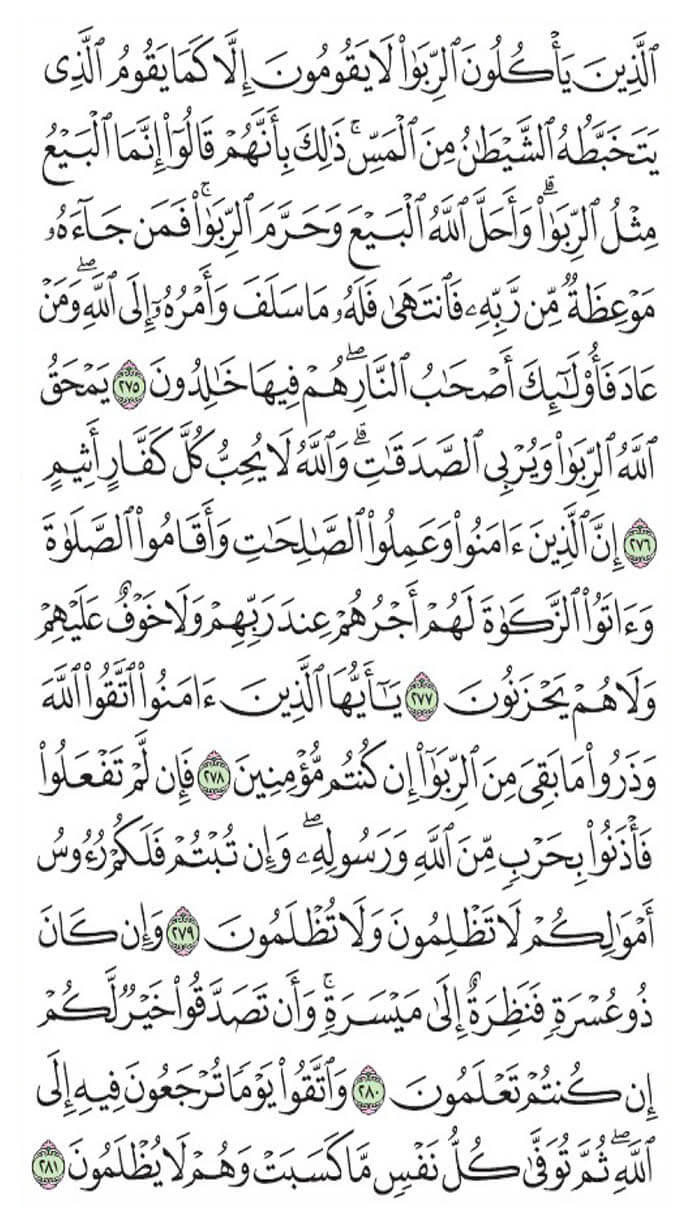 ٱلَّذِينَ يَأۡكُلُونَ ٱلرِّبَوٰاْ لَا يَقُومُونَ إِلَّا كَمَا يَقُومُ ٱلَّذِي
يَتَخَبَّطُهُ ٱلشَّيۡطَٰنُ مِنَ ٱلۡمَسِّۚ ذَٰلِكَ بِأَنَّهُمۡ قَالُوٓاْ إِنَّمَا ٱلۡبَيۡعُ
مِثۡلُ ٱلرِّبَوٰاْۗ وَأَحَلَّ ٱللَّهُ ٱلۡبَيۡعَ وَحَرَّمَ ٱلرِّبَوٰاْۚ فَمَن جَآءَهُۥ
مَوۡعِظَةٞ مِّن رَّبِّهِۦ فَٱنتَهَىٰ فَلَهُۥ مَا سَلَفَ وَأَمۡرُهُۥٓ إِلَى ٱللَّهِۖ وَمَنۡ
عَادَ فَأُوْلَٰٓئِكَ أَصۡحَٰبُ ٱلنَّارِۖ هُمۡ فِيهَا خَٰلِدُونَ ٢٧٥ يَمۡحَقُ
ٱللَّهُ ٱلرِّبَوٰاْ وَيُرۡبِي ٱلصَّدَقَٰتِۗ وَٱللَّهُ لَا يُحِبُّ كُلَّ كَفَّارٍ أَثِيمٍ
٢٧٦ إِنَّ ٱلَّذِينَ ءَامَنُواْ وَعَمِلُواْ ٱلصَّٰلِحَٰتِ وَأَقَامُواْ ٱلصَّلَوٰةَ
وَءَاتَوُاْ ٱلزَّكَوٰةَ لَهُمۡ أَجۡرُهُمۡ عِندَ رَبِّهِمۡ وَلَا خَوۡفٌ عَلَيۡهِمۡ
وَلَا هُمۡ يَحۡزَنُونَ ٢٧٧ يَٰٓأَيُّهَا ٱلَّذِينَ ءَامَنُواْ ٱتَّقُواْ ٱللَّهَ
وَذَرُواْ مَا بَقِيَ مِنَ ٱلرِّبَوٰٓاْ إِن كُنتُم مُّؤۡمِنِينَ ٢٧٨ فَإِن لَّمۡ تَفۡعَلُواْ
فَأۡذَنُواْ بِحَرۡبٖ مِّنَ ٱللَّهِ وَرَسُولِهِۦۖ وَإِن تُبۡتُمۡ فَلَكُمۡ رُءُوسُ
أَمۡوَٰلِكُمۡ لَا تَظۡلِمُونَ وَلَا تُظۡلَمُونَ ٢٧٩ وَإِن كَانَ
ذُو عُسۡرَةٖ فَنَظِرَةٌ إِلَىٰ مَيۡسَرَةٖۚ وَأَن تَصَدَّقُواْ خَيۡرٞ لَّكُمۡ
إِن كُنتُمۡ تَعۡلَمُونَ ٢٨٠ وَٱتَّقُواْ يَوۡمٗا تُرۡجَعُونَ فِيهِ إِلَى
ٱللَّهِۖ ثُمَّ تُوَفَّىٰ كُلُّ نَفۡسٖ مَّا كَسَبَتۡ وَهُمۡ لَا يُظۡلَمُونَ ٢٨١